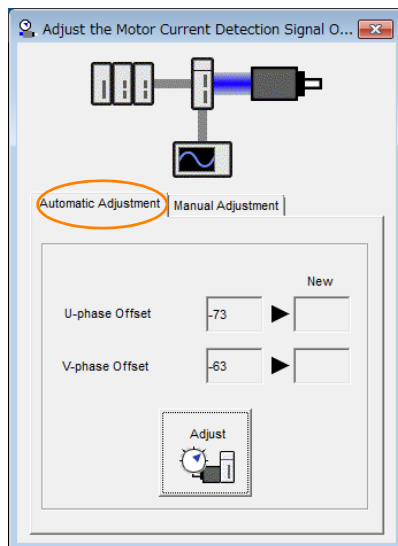 Adjust the Motor Current Detection Signal O...
Automatic Adjustment Manual Adjustment
New
U-phase Offset -73
V-phase Offset -63
Adjust